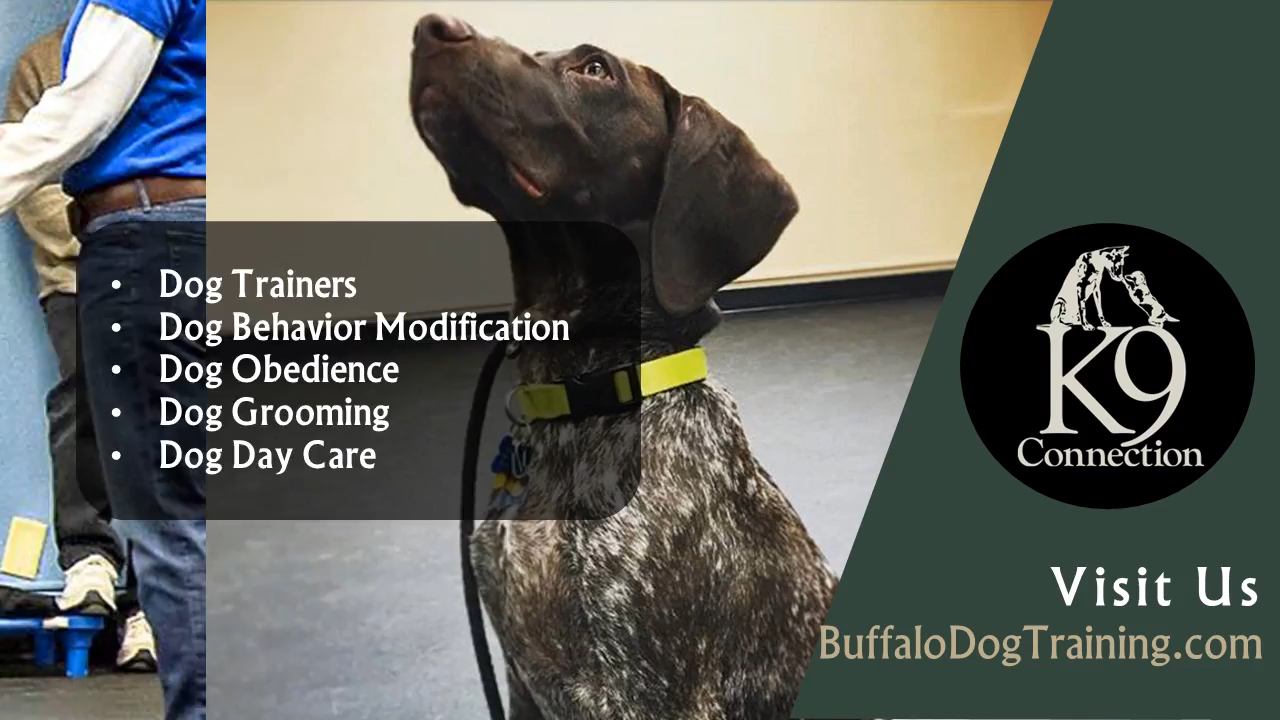 • Dog Trainers
• Dog Behavior Modification
• Dog Obedience
• Dog Grooming
• Dog Day Care
K9
Connection
Visit Us
BuffaloDogTraining.com